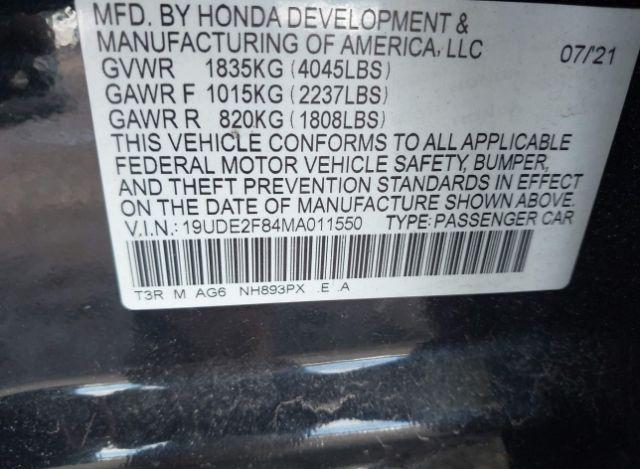 MFD. BY HONDA DEVELOPMENT &
MANUFACTURING OF AMERICA, LLC 07/'21
GVWR 1835KG (4045LBS)
GAWR F 1015KG (2237LBS)
GAWR R 820KG (1808LBS)
THIS VEHICLE CONFORMS TO ALL APPLICABLE
FEDERAL MOTOR VEHICLE SAFETY, BUMPER,
AND THEFT PREVENTION STANDARDS IN EFFECT
ON THE DATE OF MANUFACTURE SHOWN ABOVE.
V.I.N.: 19UDE2F84MA011550 TYPE: PASSENGER CAR
T3R M AG6 NH893PX .E .A